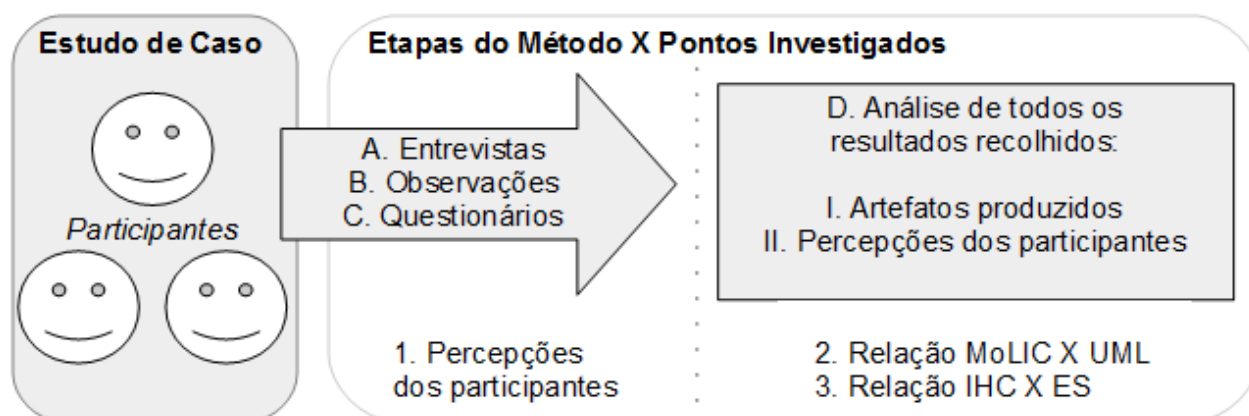 Estudo de Caso
Participantes
Etapas do Método X Pontos Investigados
A. Entrevistas
B. Observações
C. Questionários
1. Percepções
dos participantes
D. Análise de todos os
resultados recolhidos:
I. Artefatos produzidos
II. Percepções dos participantes
2. Relação MoLIC X UML
3. Relação IHC X ES